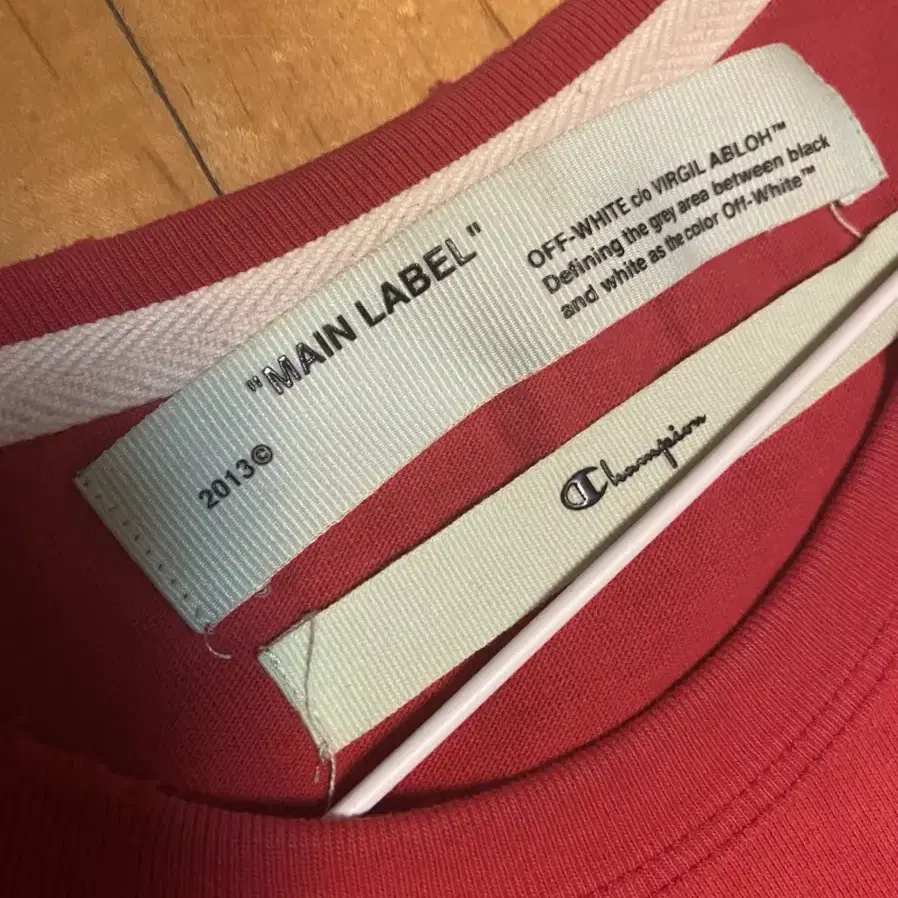 "MAIN LABEL"
2013©
OFF-WHITE c/o VIRGIL ABLOH™
Defining the grey area between black
and white as the color Off-White™
Champion